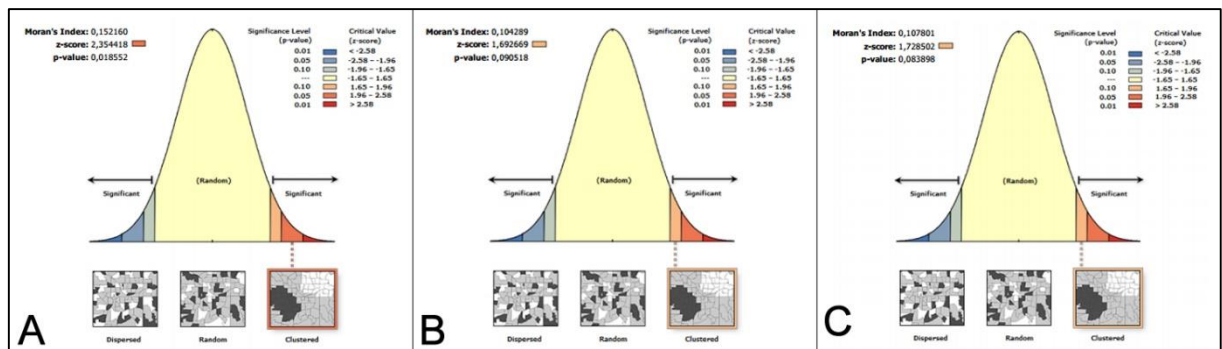 Moran's Index: 0,152160
z-score: 2,354418
p-value: 0,018552
Significance Level
(p-value)
Critical Value
(z-score)
0.01 < -2.58
0.05 -2.58 - -1.96
0.10 -1.96 - -1.65
--- -1.65 - 1.65
0.10 1.65 - 1.96
0.05 1.96 - 2.58
0.01 > 2.58
(Random)
Significant
Significant
Dispersed
Random
Clustered
A
Moran's Index: 0,104289
z-score: 1,692669
p-value: 0,090518
Significance Level
(p-value)
Critical Value
(z-score)
0.01 < -2.58
0.05 -2.58 - -1.96
0.10 -1.96 - -1.65
--- -1.65 - 1.65
0.10 1.65 - 1.96
0.05 1.96 - 2.58
0.01 > 2.58
(Random)
Significant
Significant
Dispersed
Random
Clustered
B
Moran's Index: 0,107801
z-score: 1,728502
p-value: 0,083898
Significance Level
(p-value)
Critical Value
(z-score)
0.01 < -2.58
0.05 -2.58 - -1.96
0.10 -1.96 - -1.65
--- -1.65 - 1.65
0.10 1.65 - 1.96
0.05 1.96 - 2.58
0.01 > 2.58
(Random)
Significant
Significant
Dispersed
Random
Clustered
C